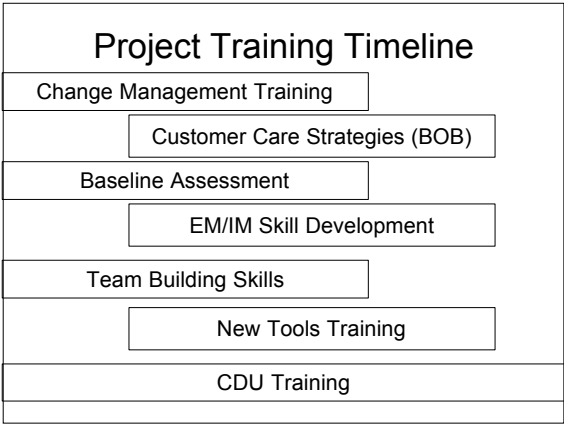 Project Training Timeline
Change Management Training
Customer Care Strategies (BOB)
Baseline Assessment
EM/IM Skill Development
Team Building Skills
New Tools Training
CDU Training